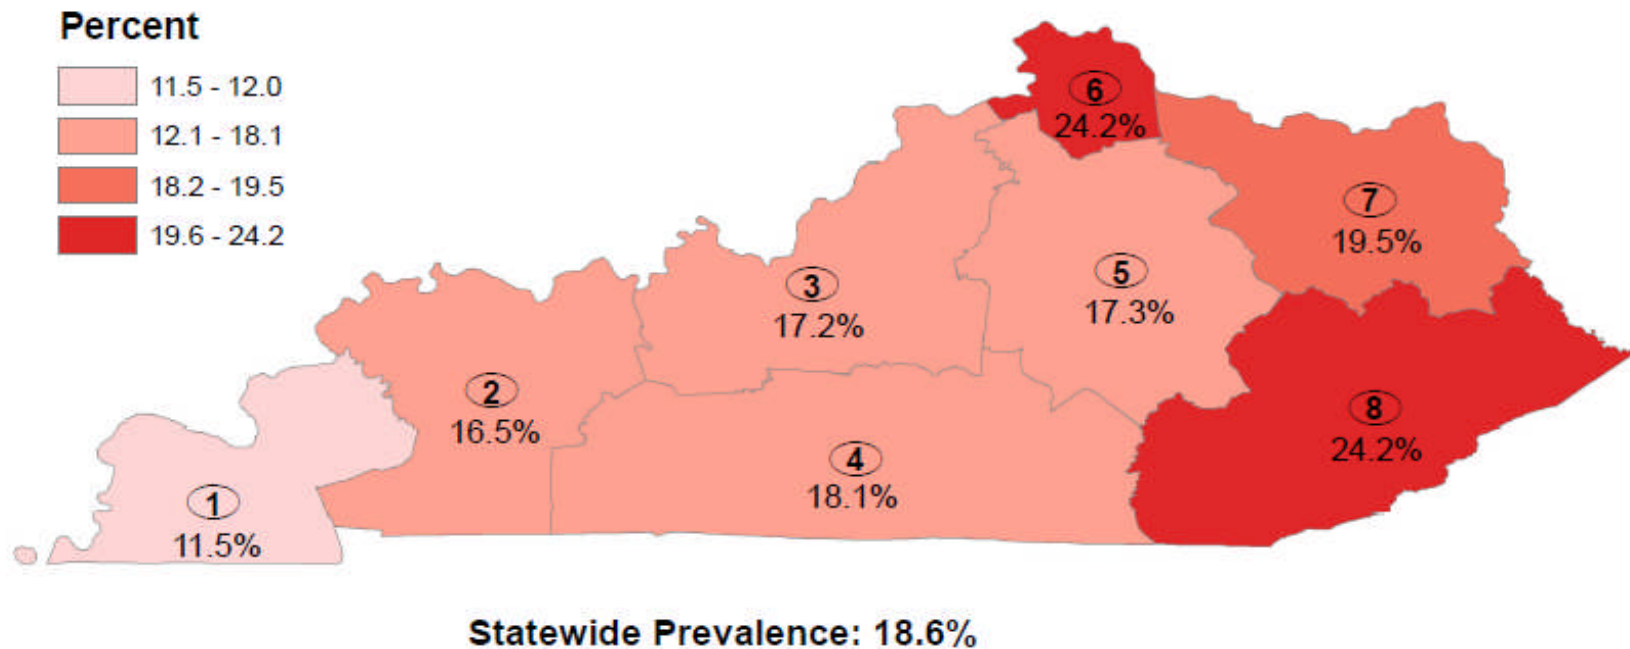 Percent
11.5 - 12.0
12.1 - 18.1
18.2 - 19.5
19.6 - 24.2
6
24.2%
7
19.5%
5
17.3%
3
17.2%
2
16.5%
8
24.2%
4
18.1%
1
11.5%
Statewide Prevalence: 18.6%